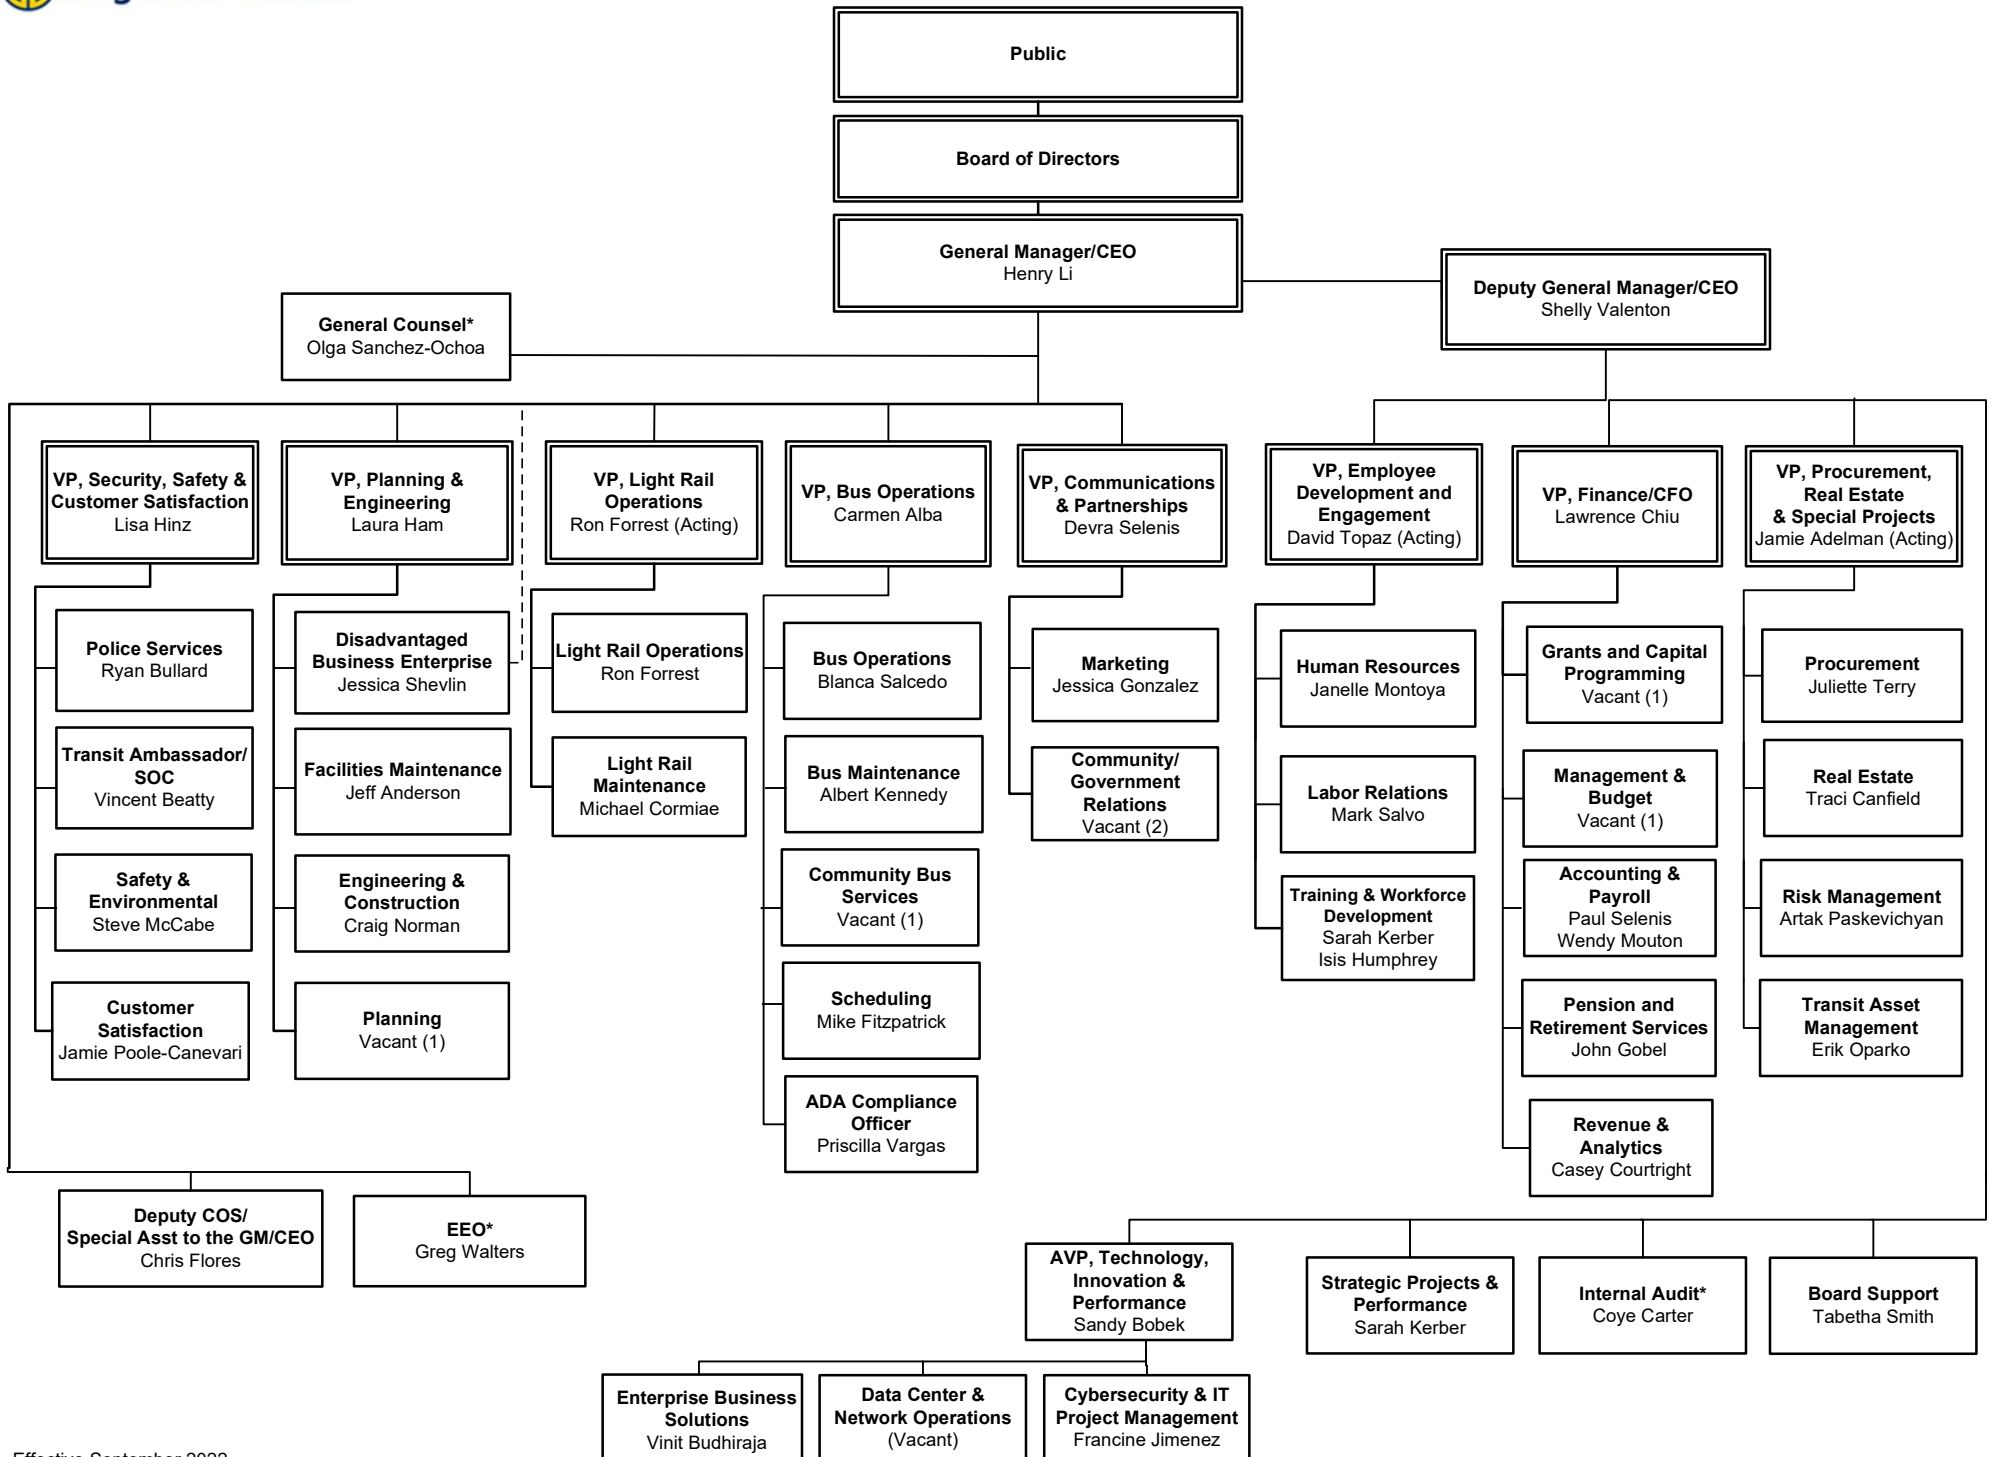 Public
Board of Directors
General Manager/CEO
Henry Li
Deputy General Manager/CEO
Shelly Valenton
General Counsel*
Olga Sanchez-Ochoa
VP, Security, Safety &
Customer Satisfaction
Lisa Hinz
VP, Planning &
Engineering
Laura Ham
VP, Light Rail
Operations
Ron Forrest (Acting)
VP, Bus Operations
Carmen Alba
VP, Communications
& Partnerships
Devra Selenis
VP, Employee
Development and
Engagement
David Topaz (Acting)
VP, Finance/CFO
Lawrence Chiu
VP, Procurement,
Real Estate
& Special Projects
Jamie Adelman (Acting)
Police Services
Ryan Bullard
Transit Ambassador/
SOC
Vincent Beatty
Safety &
Environmental
Steve McCabe
Customer
Satisfaction
Jamie Poole-Canevari
Disadvantaged
Business Enterprise
Jessica Shevlin
Facilities Maintenance
Jeff Anderson
Engineering &
Construction
Craig Norman
Planning
Vacant (1)
Light Rail Operations
Ron Forrest
Light Rail
Maintenance
Michael Cormiae
Bus Operations
Blanca Salcedo
Bus Maintenance
Albert Kennedy
Community Bus
Services
Vacant (1)
Scheduling
Mike Fitzpatrick
ADA Compliance
Officer
Priscilla Vargas
Marketing
Jessica Gonzalez
Community/
Government
Relations
Vacant (2)
Human Resources
Janelle Montoya
Labor Relations
Mark Salvo
Training & Workforce
Development
Sarah Kerber
Isis Humphrey
Grants and Capital
Programming
Vacant (1)
Management &
Budget
Vacant (1)
Accounting &
Payroll
Paul Selenis
Wendy Mouton
Pension and
Retirement Services
John Gobel
Revenue &
Analytics
Casey Courtright
Procurement
Juliette Terry
Real Estate
Traci Canfield
Risk Management
Artak Paskevichyan
Transit Asset
Management
Erik Oparko
Deputy COS/
Special Asst to the GM/CEO
Chris Flores
EEO*
Greg Walters
AVP, Technology,
Innovation &
Performance
Sandy Bobek
Strategic Projects &
Performance
Sarah Kerber
Internal Audit*
Coye Carter
Board Support
Tabetha Smith
Enterprise Business
Solutions
Vinit Budhiraja
Data Center &
Network Operations
(Vacant)
Cybersecurity & IT
Project Management
Francine Jimenez
Effective September